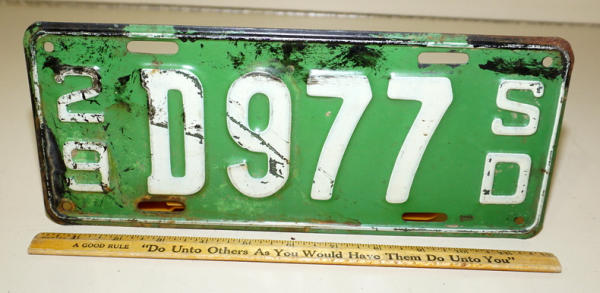 29 D977 SD
A GOOD RULE "Do Unto Others As You Would Have Them Do Unto You"